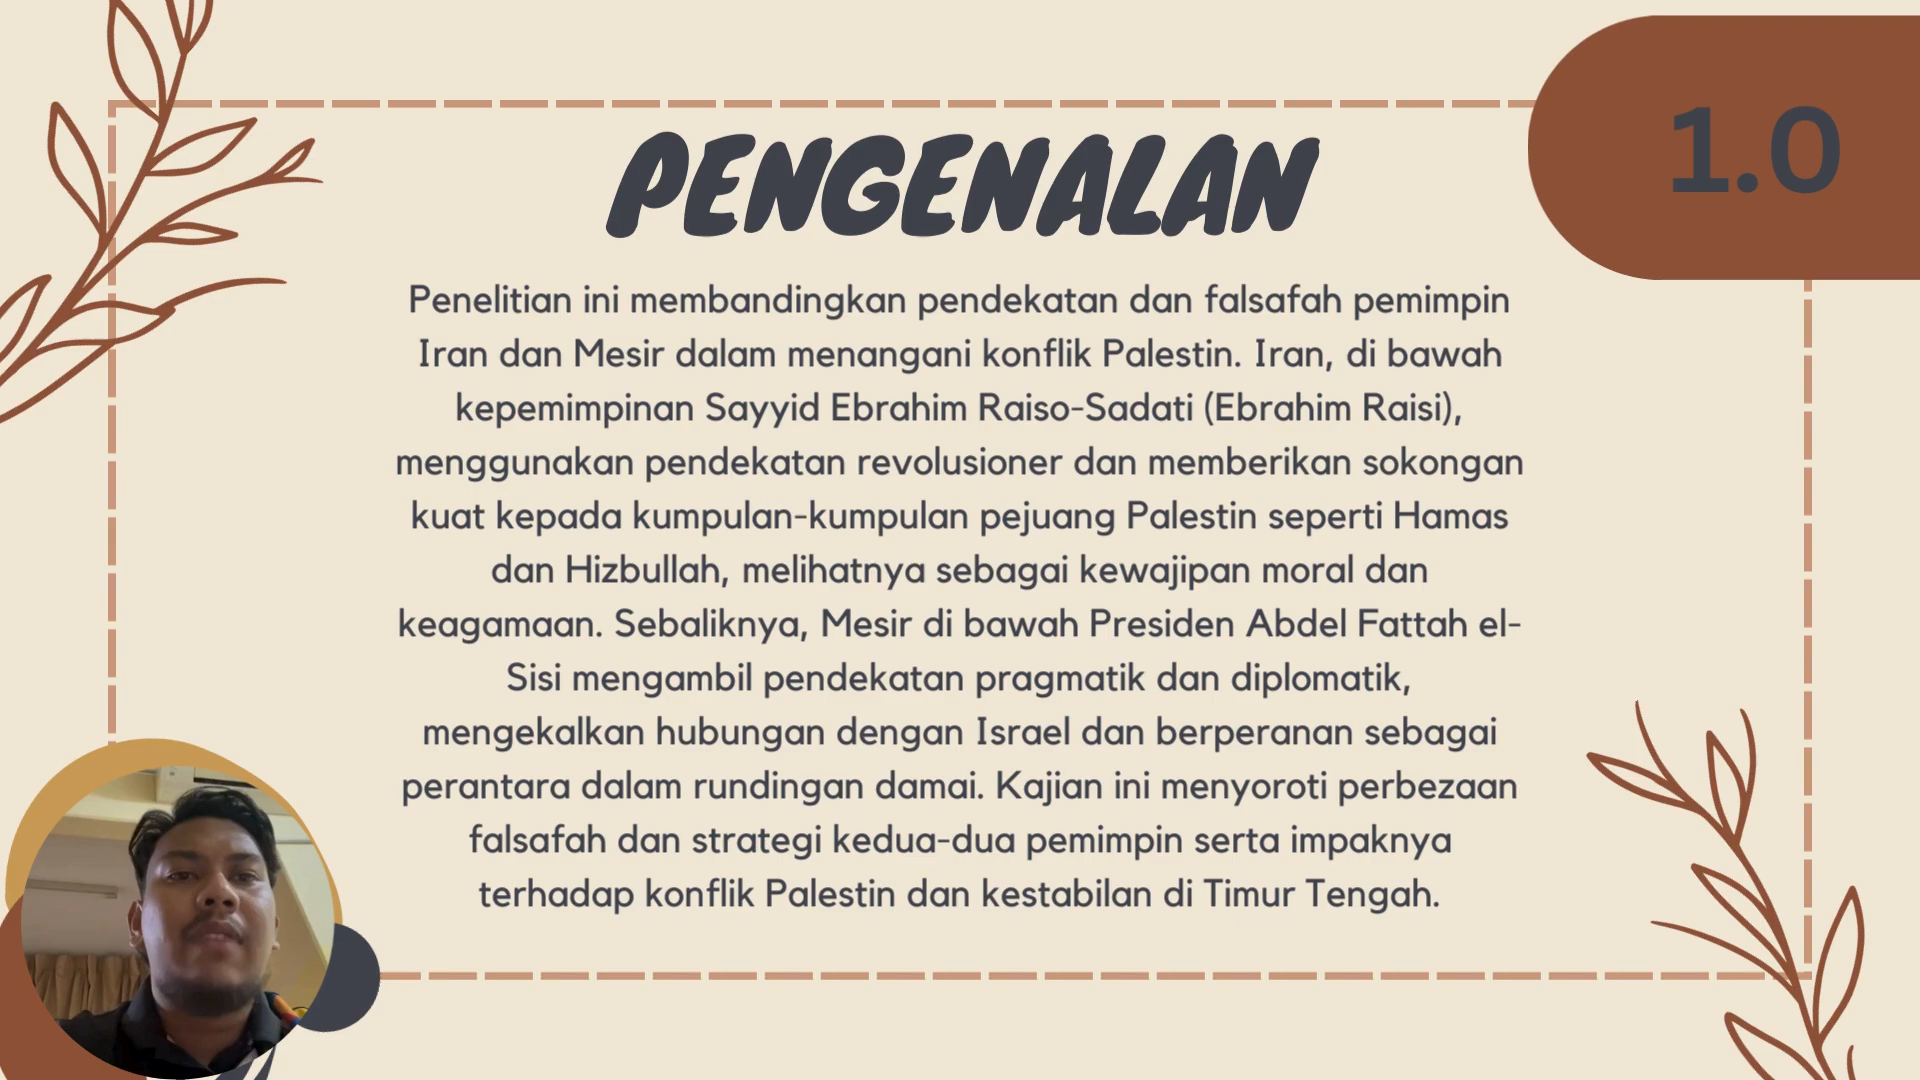 1.0
PENGENALAN
Penelitian ini membandingkan pendekatan dan falsafah pemimpin
Iran dan Mesir dalam menangani konflik Palestin. Iran, di bawah
kepemimpinan Sayyid Ebrahim Raiso-Sadati (Ebrahim Raisi),
menggunakan pendekatan revolusioner dan memberikan sokongan
kuat kepada kumpulan-kumpulan pejuang Palestin seperti Hamas
dan Hizbullah, melihatnya sebagai kewajipan moral dan
keagamaan. Sebaliknya, Mesir di bawah Presiden Abdel Fattah el-
Sisi mengambil pendekatan pragmatik dan diplomatik,
mengekalkan hubungan dengan Israel dan berperanan sebagai
perantara dalam rundingan damai. Kajian ini menyoroti perbezaan
falsafah dan strategi kedua-dua pemimpin serta impaknya
terhadap konflik Palestin dan kestabilan di Timur Tengah.